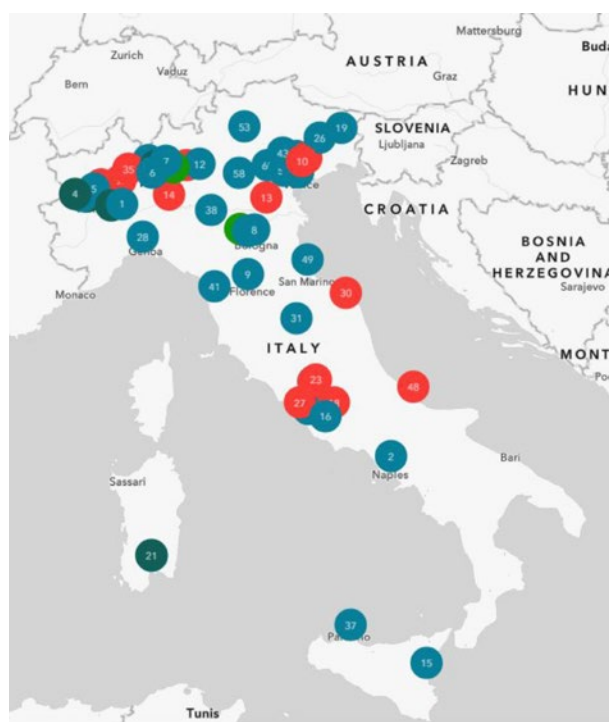 Mattersburg
Zurich
Vaduz
AUSTRIA
Buda
Bern
Graz
HUN
53
26
19
SLOVENIA
Ljubljana
43
10
Zagreb
35
7
6
12
58
4
5
1
14
13
38
CROATIA
28
8
Genoa
Bologna
BOSNIA
AND
HERZEGOVINA
49
9
San Marino
Sarajevo
Monaco
41
Florence
30
31
MONT
ITALY
23
48
27
16
2
Bari
Naples
Sassari
21
37
15
Tunis